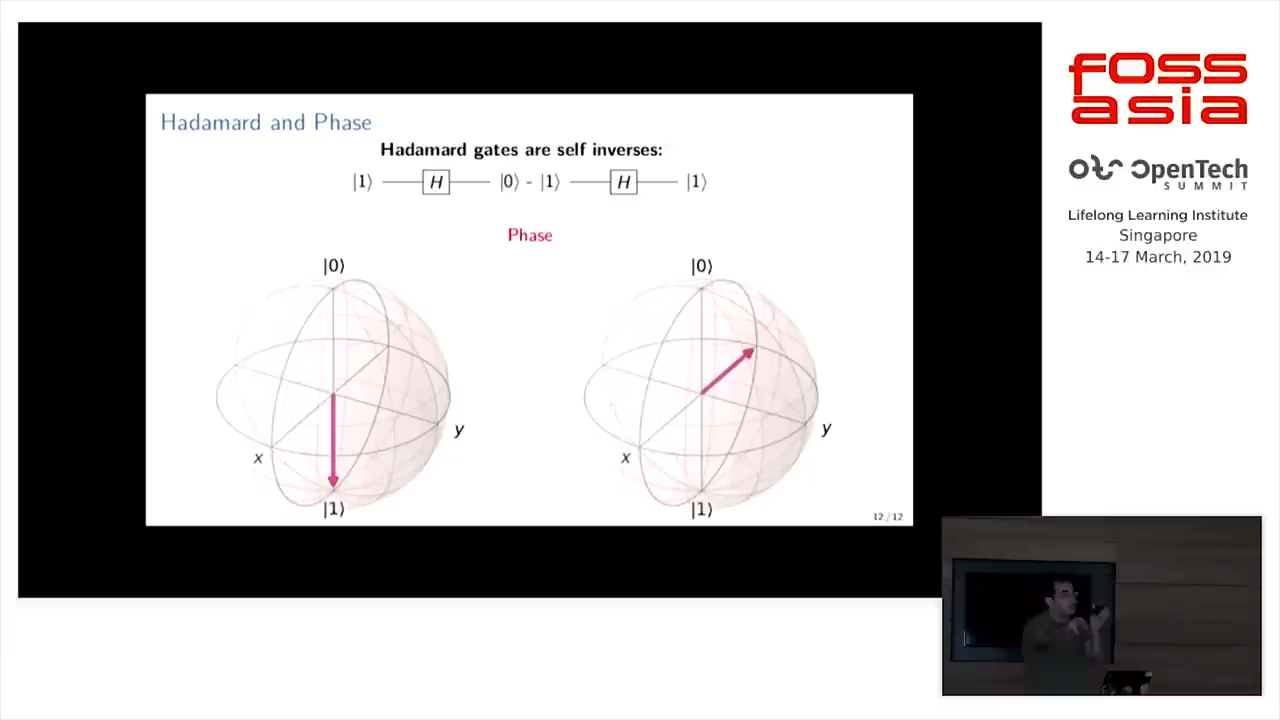 Hadamard and Phase
Hadamard gates are self inverses:
|1⟩ H |0⟩ - |1⟩ H |1⟩
Phase
|0⟩
x
y
|1⟩
|0⟩
x
y
|1⟩
12 / 12
FOSS
asia
OpenTech
SUMMIT
Lifelong Learning Institute
Singapore
14-17 March, 2019